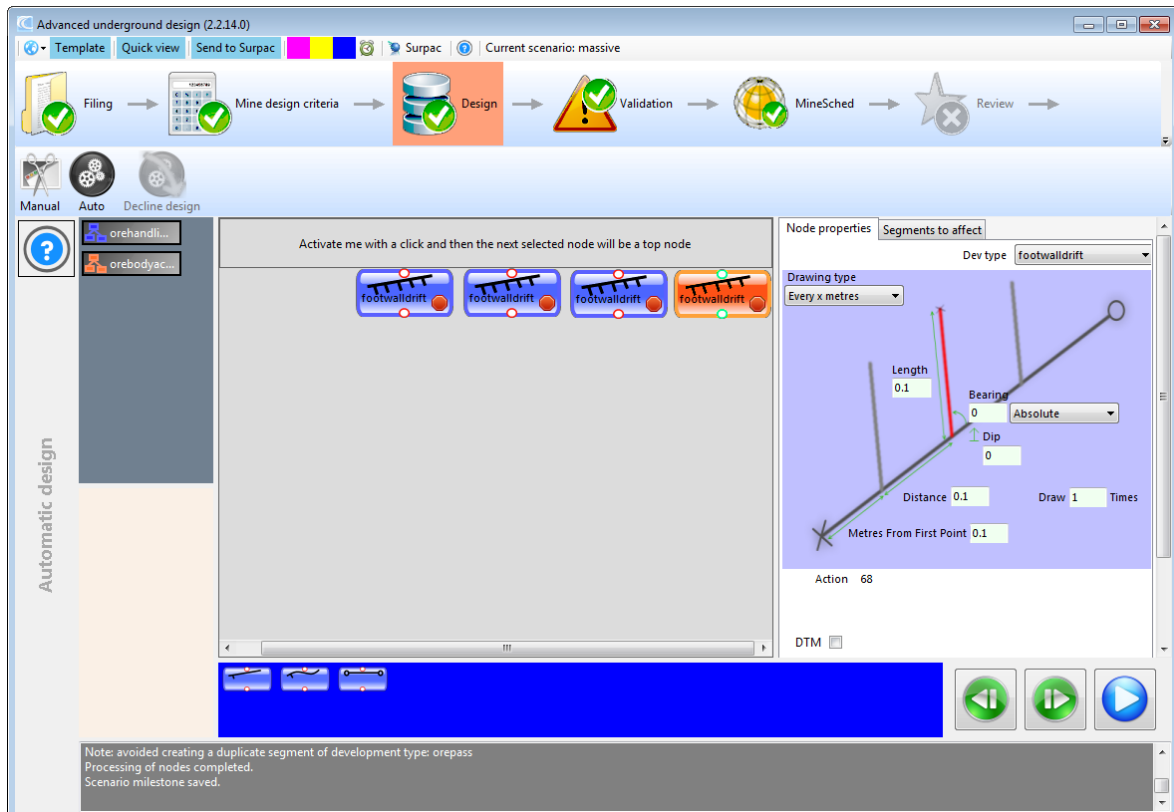 Advanced underground design (2.2.14.0)
Template Quick view Send to Surpac Surpac Current scenario: massive
Filing Mine design criteria Design Validation MineSched Review
Manual Auto Decline design
orehandli...
orebodyac...
Automatic design
Activate me with a click and then the next selected node will be a top node
footwalldrift footwalldrift footwalldrift footwalldrift
Node properties Segments to affect
Dev type footwalldrift
Drawing type
Every x metres
Length
0.1
Bearing
0 Absolute
Dip
0
Distance 0.1 Draw 1 Times
Metres From First Point 0.1
Action 68
DTM
Note: avoided creating a duplicate segment of development type: orepass
Processing of nodes completed.
Scenario milestone saved.